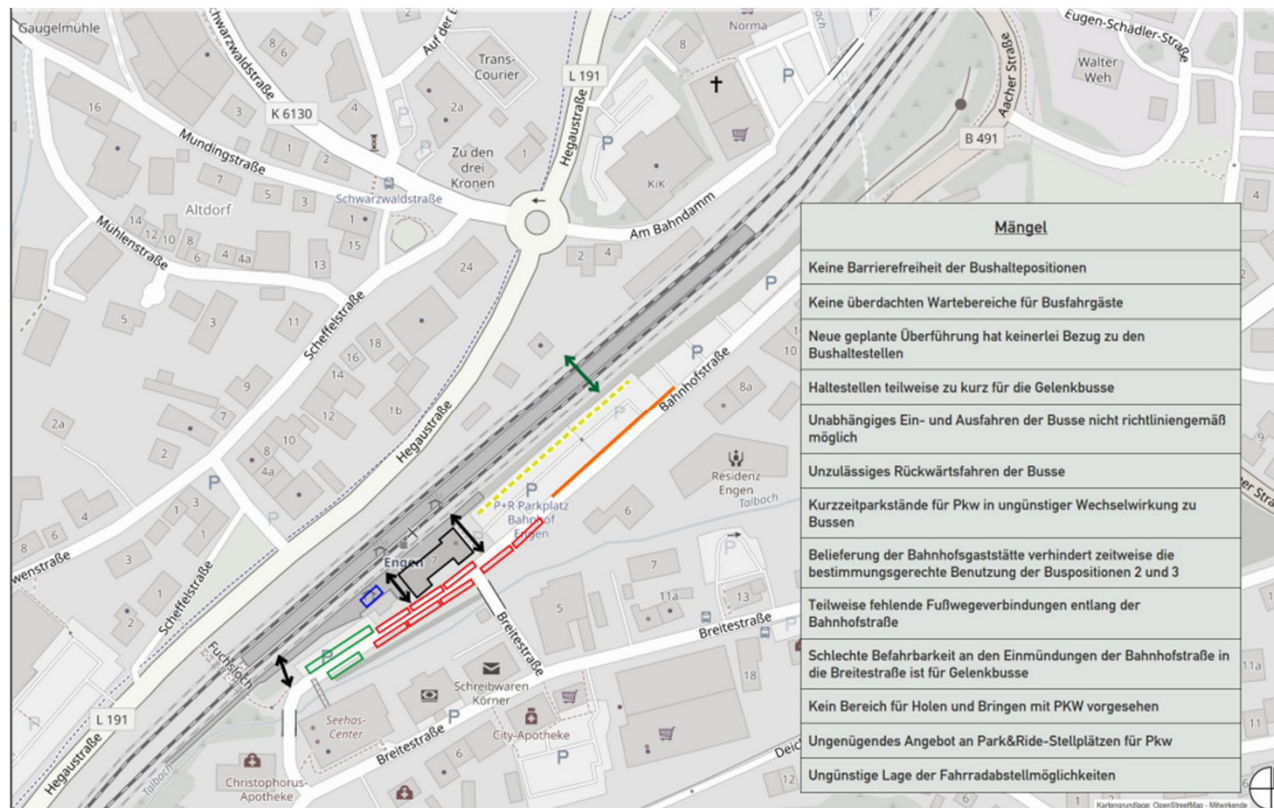 Gaugelmühle
Schwarzwaldstraße
Auf der
Trans-
Courier
L 191
Norma
Talbach
Eugen-Schädler-Straße
Walter
Weh
Aacher Straße
B 491
K 6130
Mundingstraße
Zu den
drei
Kronen
Hegaustraße
KiK
Schwarzwaldstraße
Altdorf
Mühlenstraße
Am Bahndamm
Scheffelstraße
Hegaustraße
Bahnhofstraße
Residenz
Engen
Talbach
P+R Parkplatz
Bahnhof
Engen
Engen
7
wenstraße
Scheffelstraße
Fuchsloch
Breitestraße
Breitestraße
Schreibwaren
Körner
City-Apotheke
Seehas-
Center
Breitestraße
L 191
Hegaustraße
Talbach
Christophorus-
Apotheke
Deic
er Straße
Mängel
Keine Barrierefreiheit der Bushaltepositionen
Keine überdachten Wartebereiche für Busfahrgäste
Neue geplante Überführung hat keinerlei Bezug zu den
Bushaltestellen
Haltestellen teilweise zu kurz für die Gelenkbusse
Unabhängiges Ein- und Ausfahren der Busse nicht richtliniengemäß
möglich
Unzulässiges Rückwärtsfahren der Busse
Kurzzeitparkstände für Pkw in ungünstiger Wechselwirkung zu
Bussen
Belieferung der Bahnhofsgaststätte verhindert zeitweise die
bestimmungsgerechte Benutzung der Buspositionen 2 und 3
Teilweise fehlende Fußwegeverbindungen entlang der
Bahnhofstraße
Schlechte Befahrbarkeit an den Einmündungen der Bahnhofstraße in
die Breitestraße ist für Gelenkbusse
Kein Bereich für Holen und Bringen mit PKW vorgesehen
Ungenügendes Angebot an Park&Ride-Stellplätzen für Pkw
Ungünstige Lage der Fahrradabstellmöglichkeiten
Kartengrundlage: OpenStreetMap - Mitwirkende